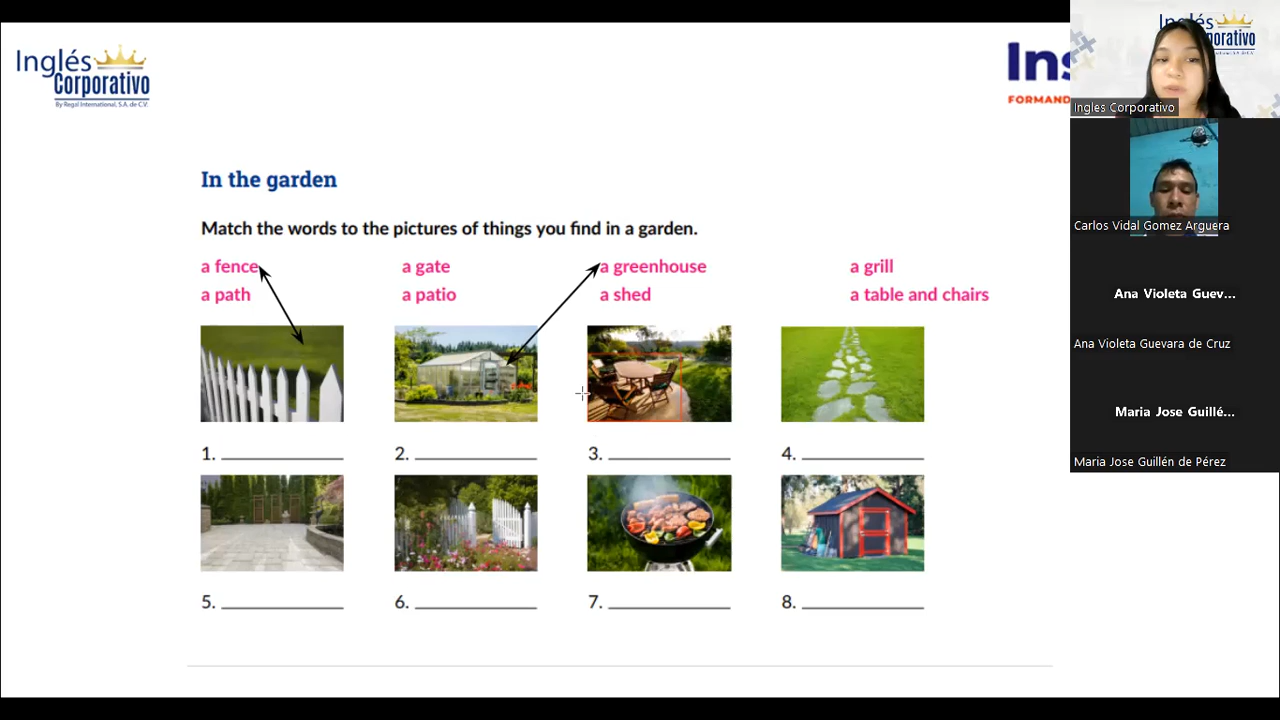 Inglés
Corporativo
By Regal International, S.A. de C.V.
Ins
FORMAND
In the garden
Match the words to the pictures of things you find in a garden.
a fence a gate a greenhouse a grill
a path a patio a shed a table and chairs
1. 2. 3. 4.
5. 6. 7. 8.
Inglés
rporativo
Ingles Corporativo
Carlos Vidal Gomez Arguera
Ana Violeta Guev...
Ana Violeta Guevara de Cruz
Maria Jose Guillé...
Maria Jose Guillén de Pérez